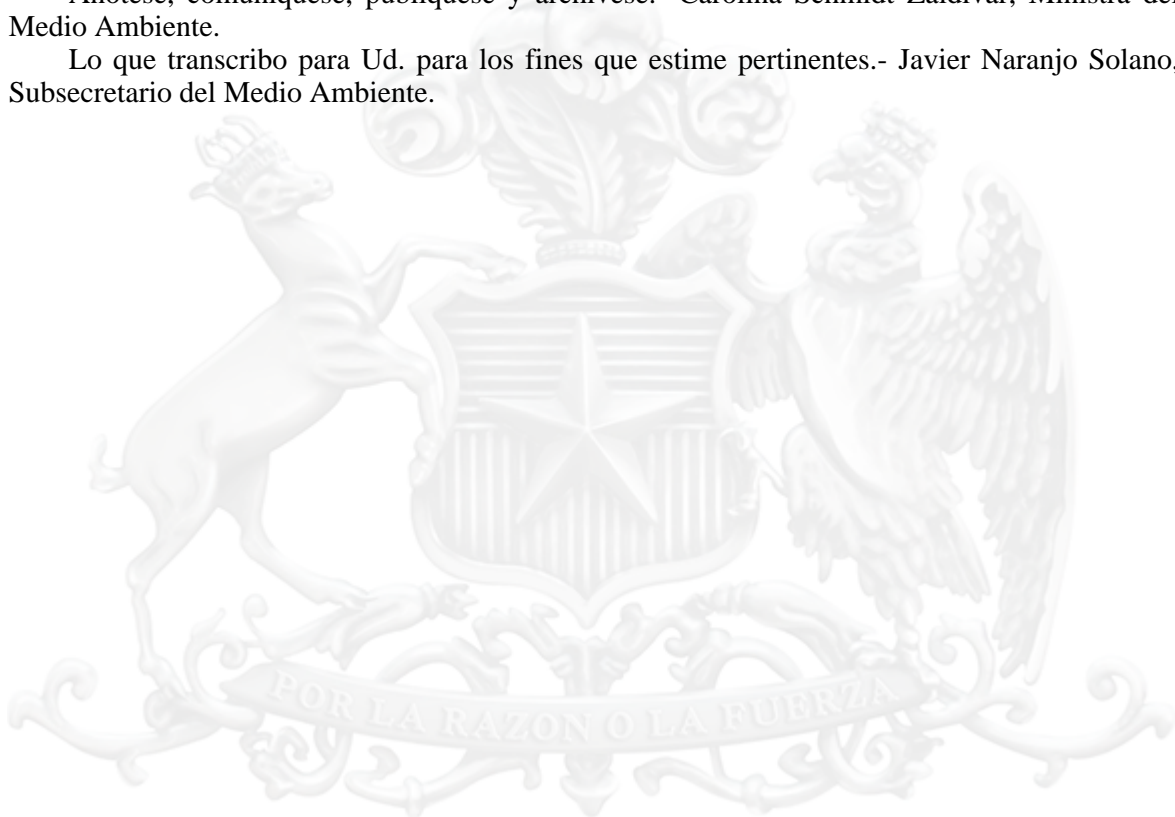 Anótese, comuníquese, publíquese y archívese.- Carolina Schmidt Zaldívar, Ministra del
Medio Ambiente.
Lo que transcribo para Ud. para los fines que estime pertinentes.- Javier Naranjo Solano,
Subsecretario del Medio Ambiente.
POR LA RAZON O LA FUERZA